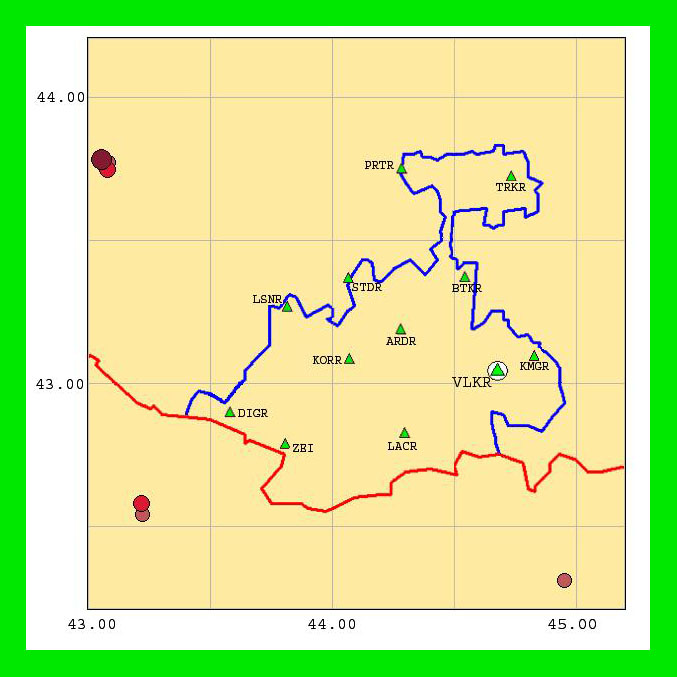 44.00
PRTR
TRKR
STDR
BTKR
LSNR
ARDR
KORR
KMGR
43.00
VLKR
DIGR
ZEI
LACR
43.00 44.00 45.00